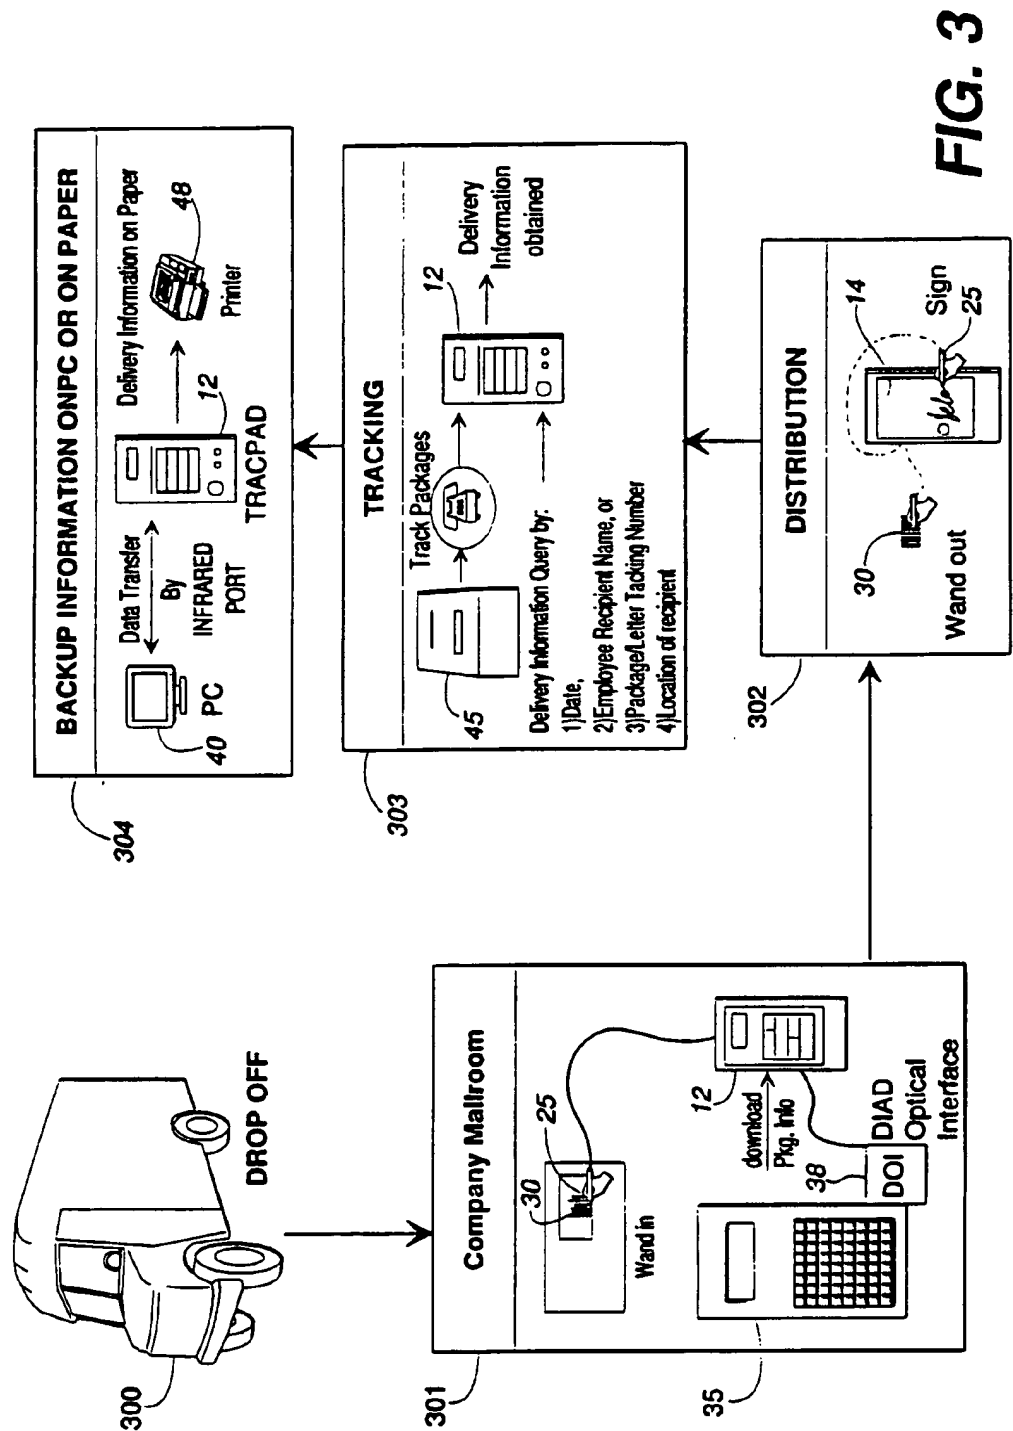 300
DROP OFF
301
Company Mailroom
30
25
Wand in
35
download
Pkg. Info
12
38
DOI
DIAD
Optical
Interface
302
DISTRIBUTION
30
14
Wand out
Sign
25
303
TRACKING
Track Packages
45
12
Delivery
Information
obtained
Delivery Information Query by:
1)Date,
2)Employee Recipient Name, or
3)Package/Letter Tacking Number
4)Location of recipient
304
BACKUP INFORMATION ONPC OR ON PAPER
Data Transfer
By
INFRARED
PORT
PC
40
TRACPAD
12
Delivery Information on Paper
48
Printer
FIG. 3